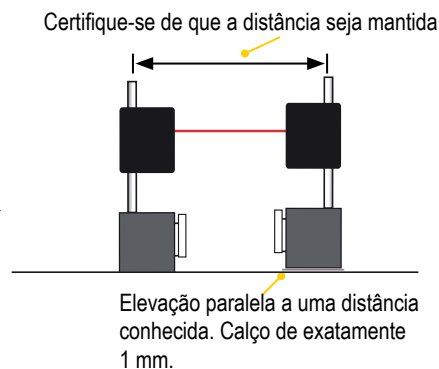 Certifique-se de que a distância seja mantida
Elevação paralela a uma distância
conhecida. Calço de exatamente
1 mm.